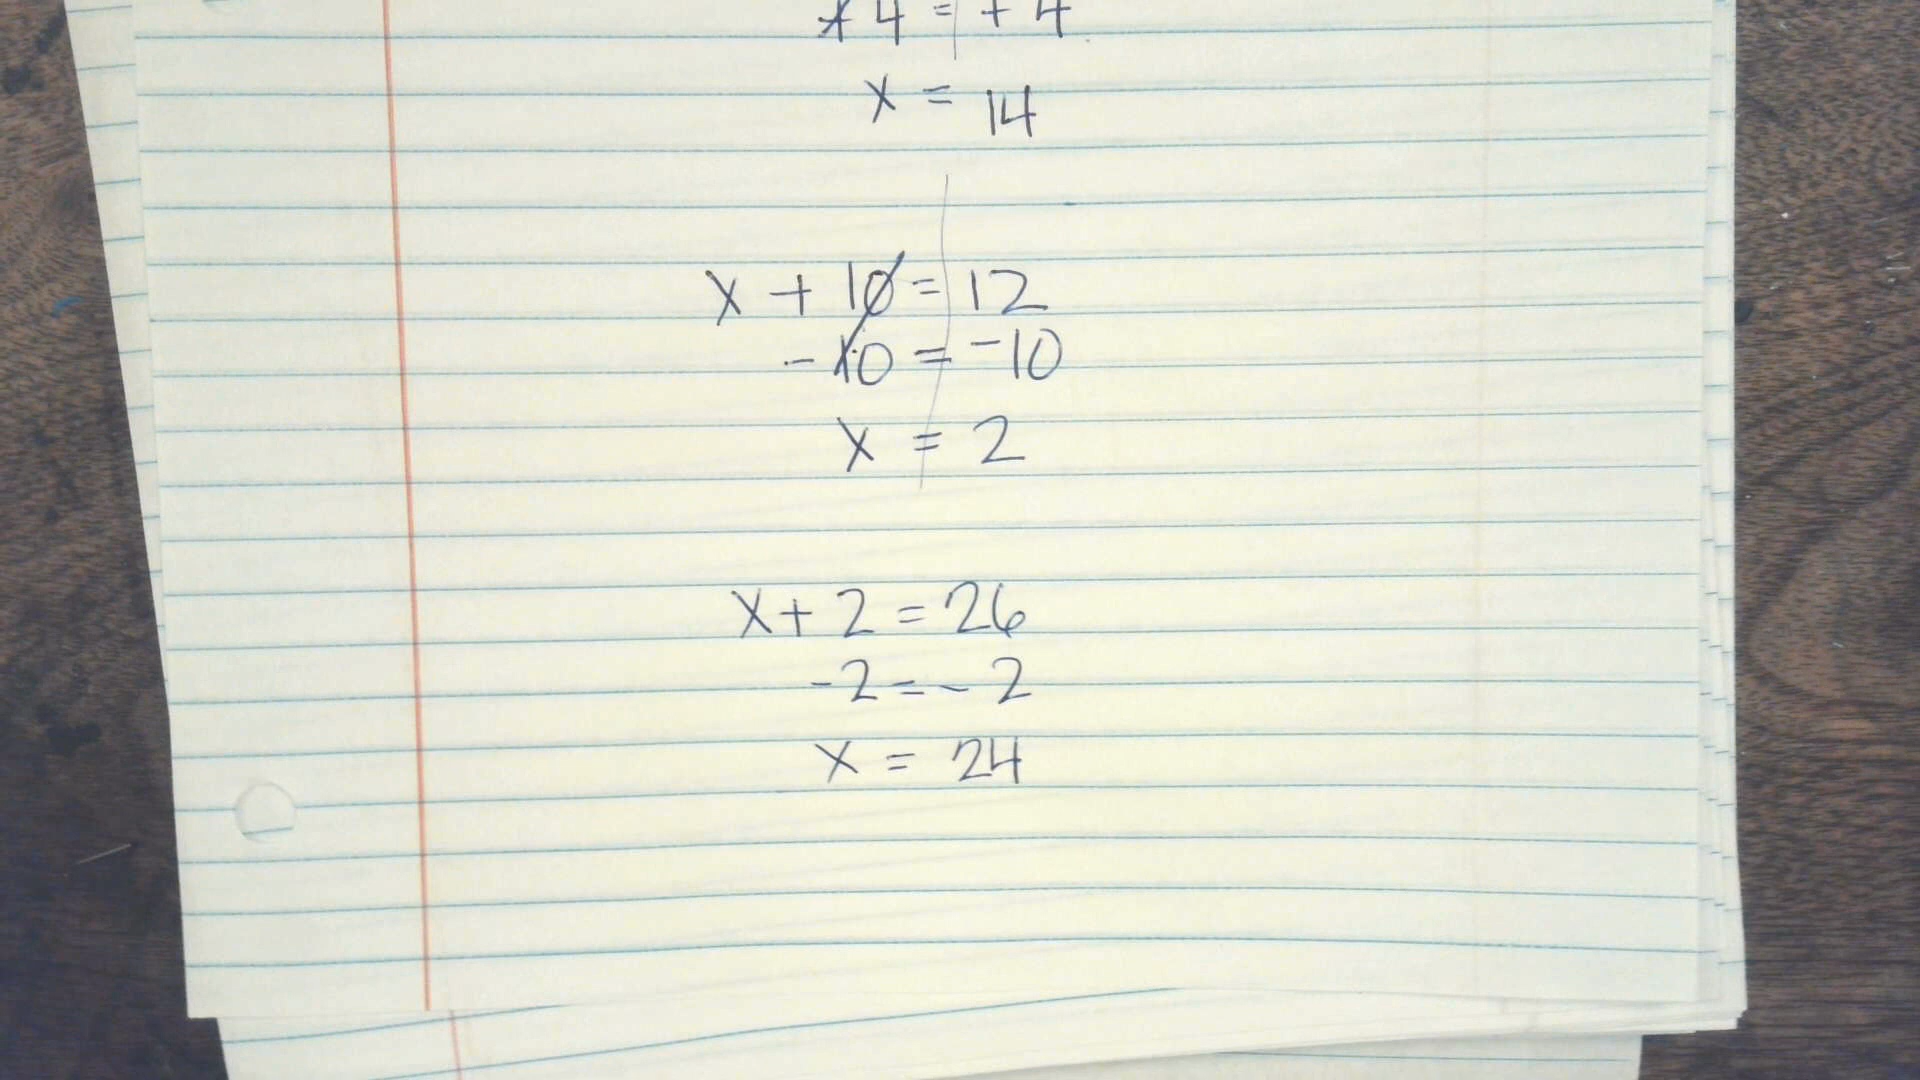 + 4 = + 4
x = 14
x + 10 = 12
- 10 = -10
x = 2
x + 2 = 26
- 2 = - 2
x = 24